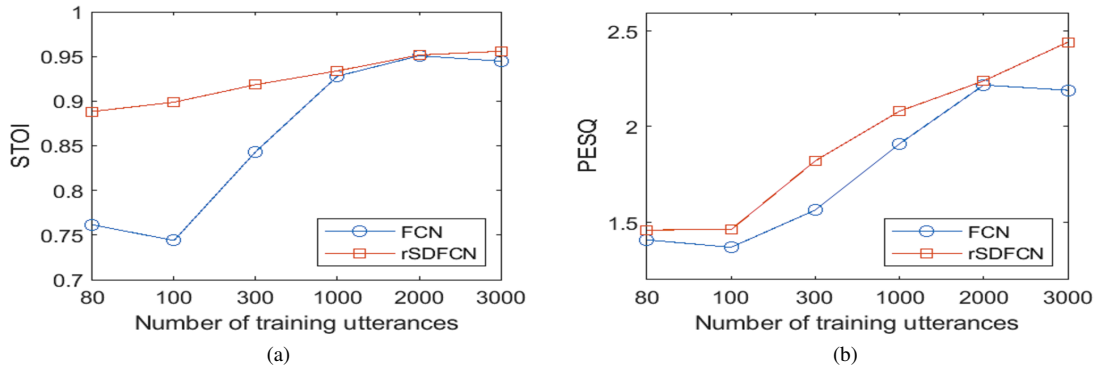 1
0.95
0.9
0.85
0.8
0.75
0.7
STOI
80 100 300 1000 2000 3000
Number of training utterances
FCN
rSDFCN
(a)
2.5
2
1.5
PESQ
80 100 300 1000 2000 3000
Number of training utterances
FCN
rSDFCN
(b)